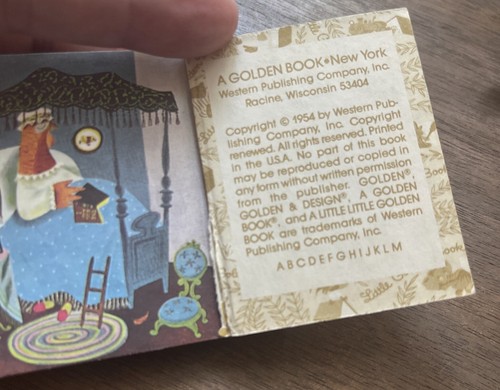 A GOLDEN BOOK•New York
Western Publishing Company, Inc.
Racine, Wisconsin 53404
Copyright © 1954 by Western Pub-
lishing Company, Inc. Copyright
renewed. All rights reserved. Printed
in the U.S.A. No part of this book
may be reproduced or copied in
any form without written permission
from the publisher. GOLDEN®,
GOLDEN & DESIGN®, A GOLDEN
BOOK®, and A LITTLE LITTLE GOLDEN
BOOK are trademarks of Western
Publishing Company, Inc.
A B C D E F G H I J K L M
Book
Little